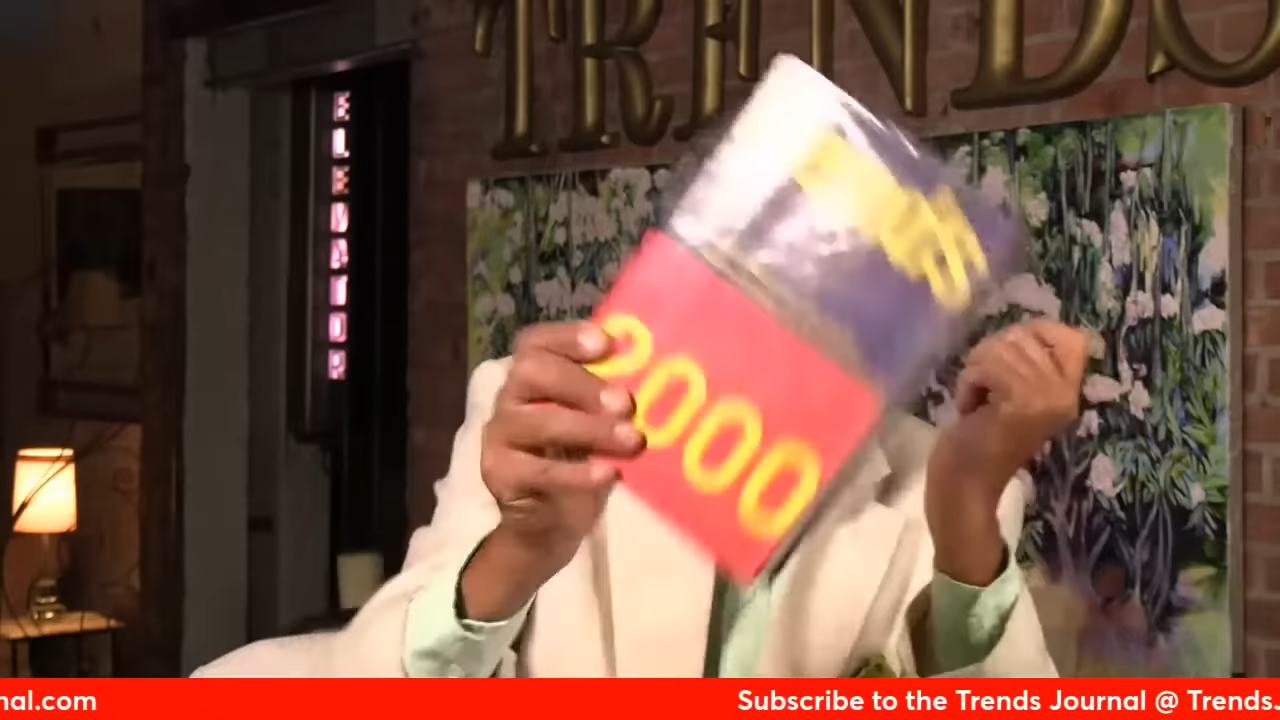 TRENDS
ELEVATOR
2000
nal.com
Subscribe to the Trends Journal @ Trends